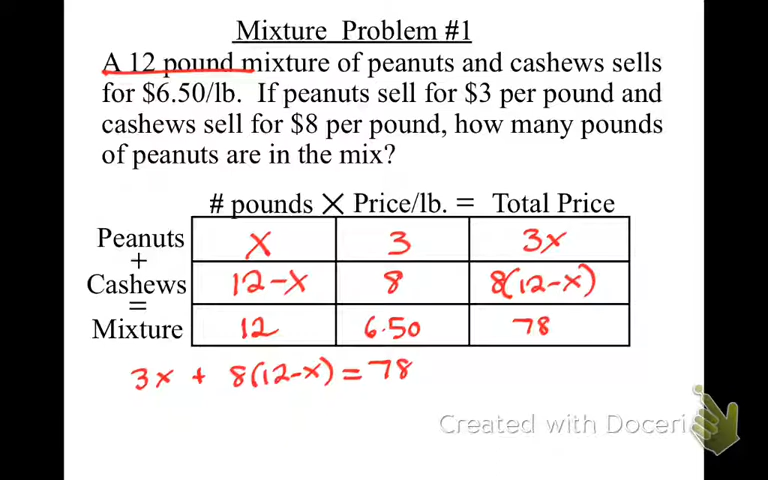 Mixture Problem #1
A 12 pound mixture of peanuts and cashews sells
for $6.50/lb. If peanuts sell for $3 per pound and
cashews sell for $8 per pound, how many pounds
of peanuts are in the mix?
# pounds × Price/lb. = Total Price
Peanuts x 3 3x
+
Cashews 12-x 8 8(12-x)
=
Mixture 12 6.50 78
3x + 8(12-x) = 78
Created with Doceri